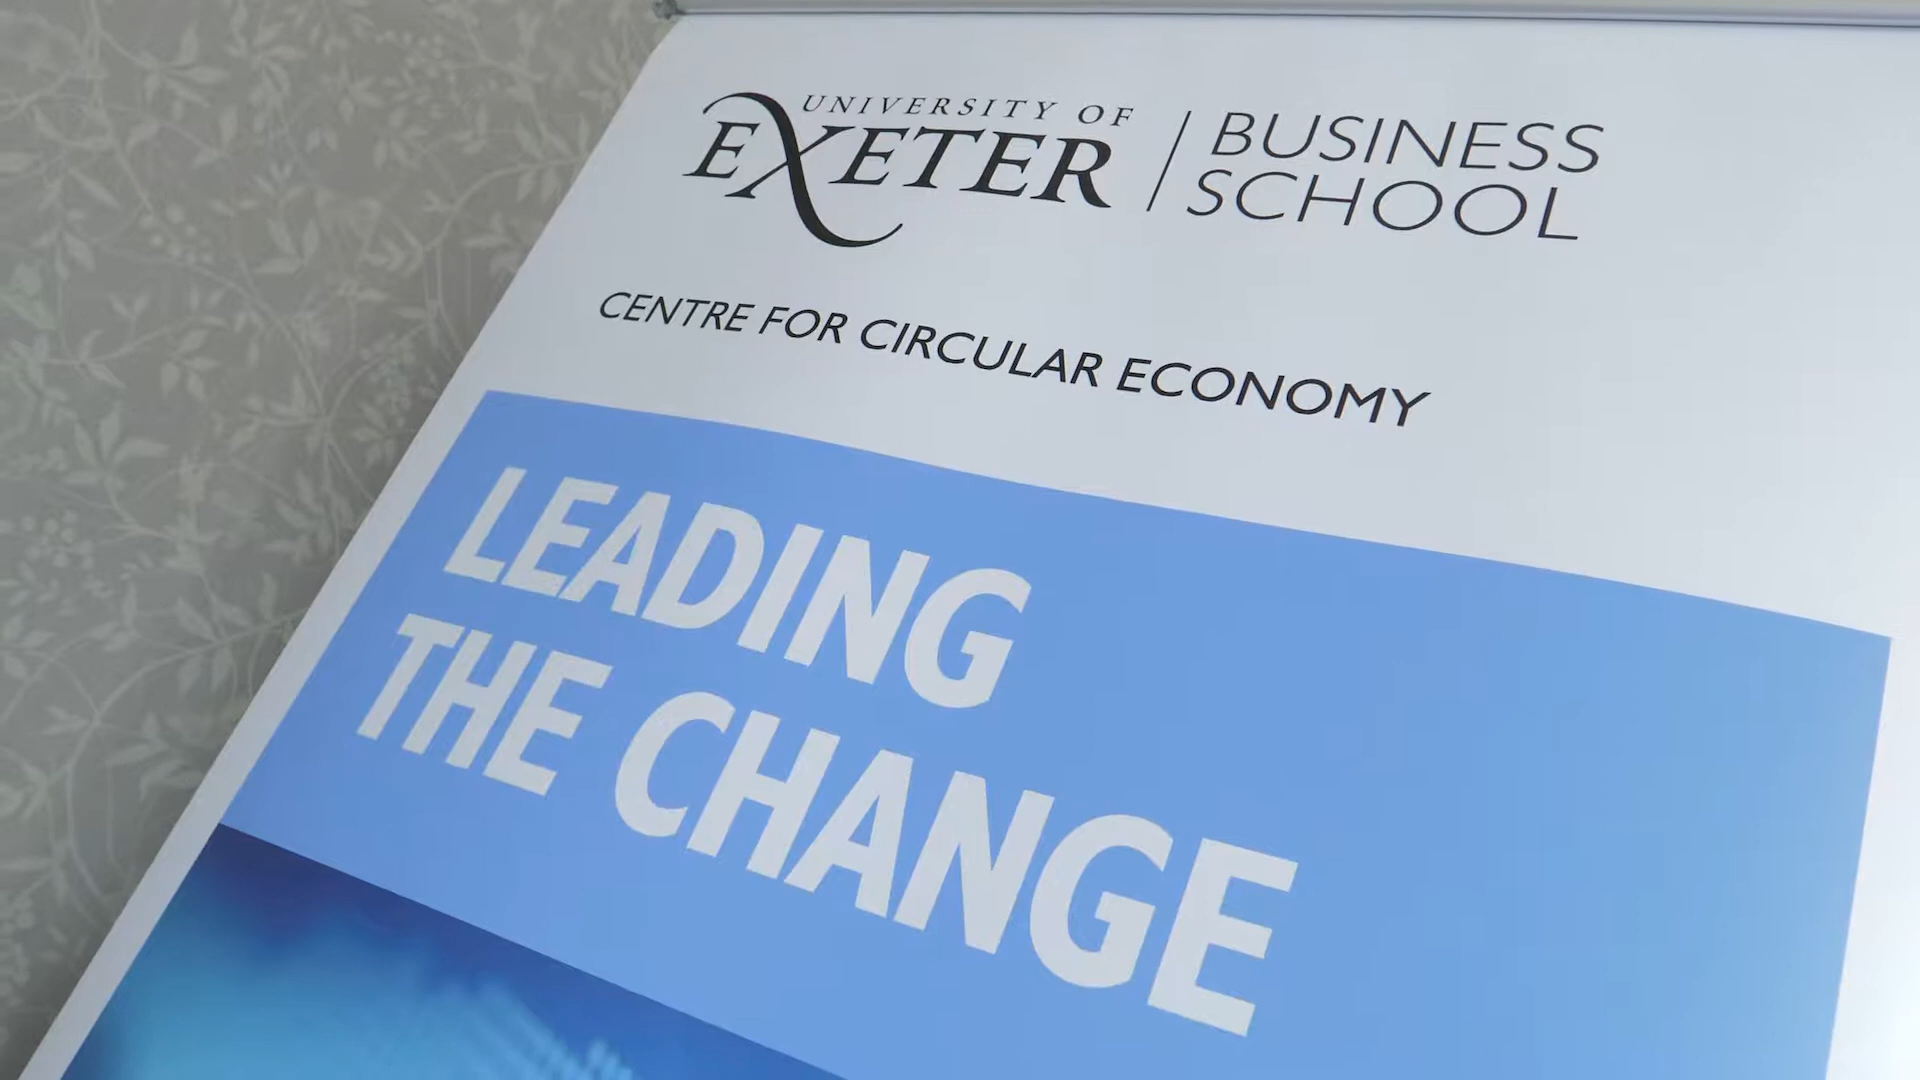 UNIVERSITY OF
EXETER
BUSINESS
SCHOOL
CENTRE FOR CIRCULAR ECONOMY
LEADING
THE CHANGE